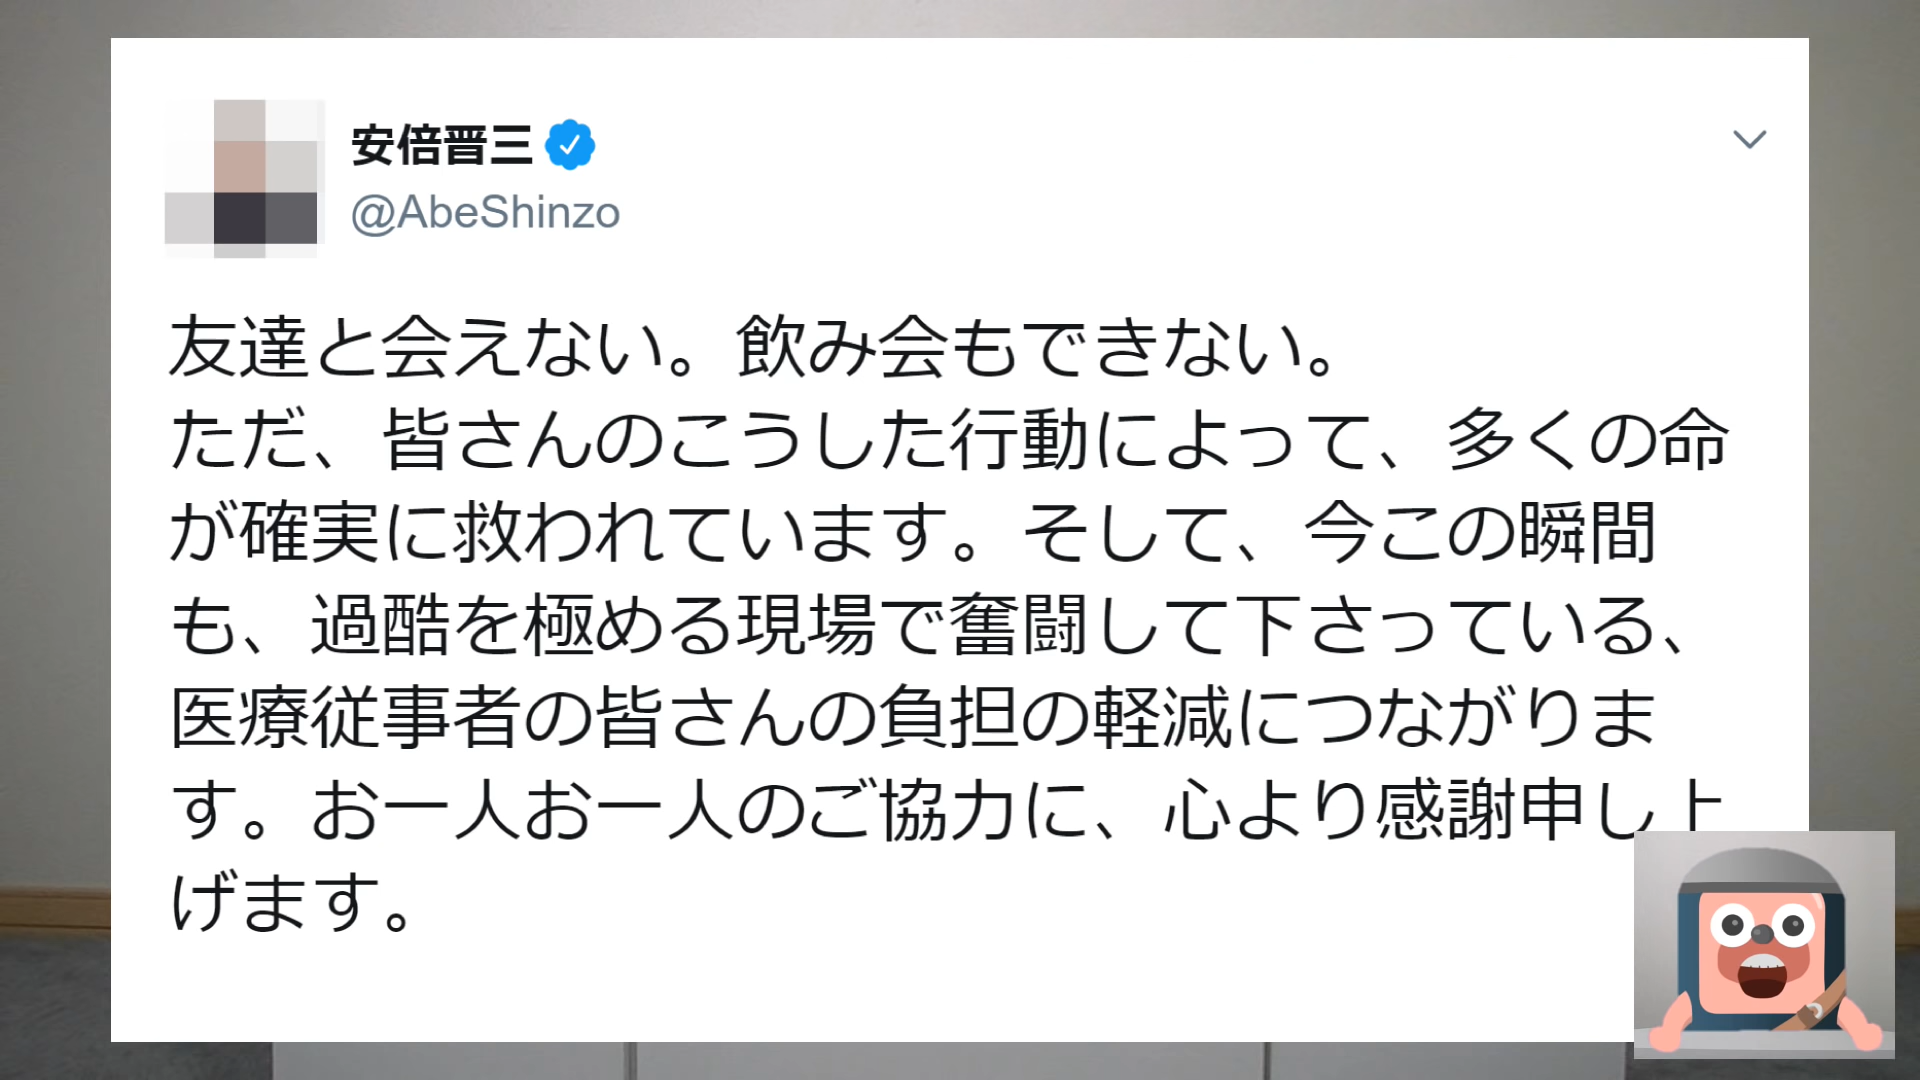 安倍晋三
@AbeShinzo
友達と会えない。飲み会もできない。
ただ、皆さんのこうした行動によって、多くの命
が確実に救われています。そして、今この瞬間
も、過酷を極める現場で奮闘して下さっている、
医療従事者の皆さんの負担の軽減につながりま
す。お一人お一人のご協力に、心より感謝申し上
げます。